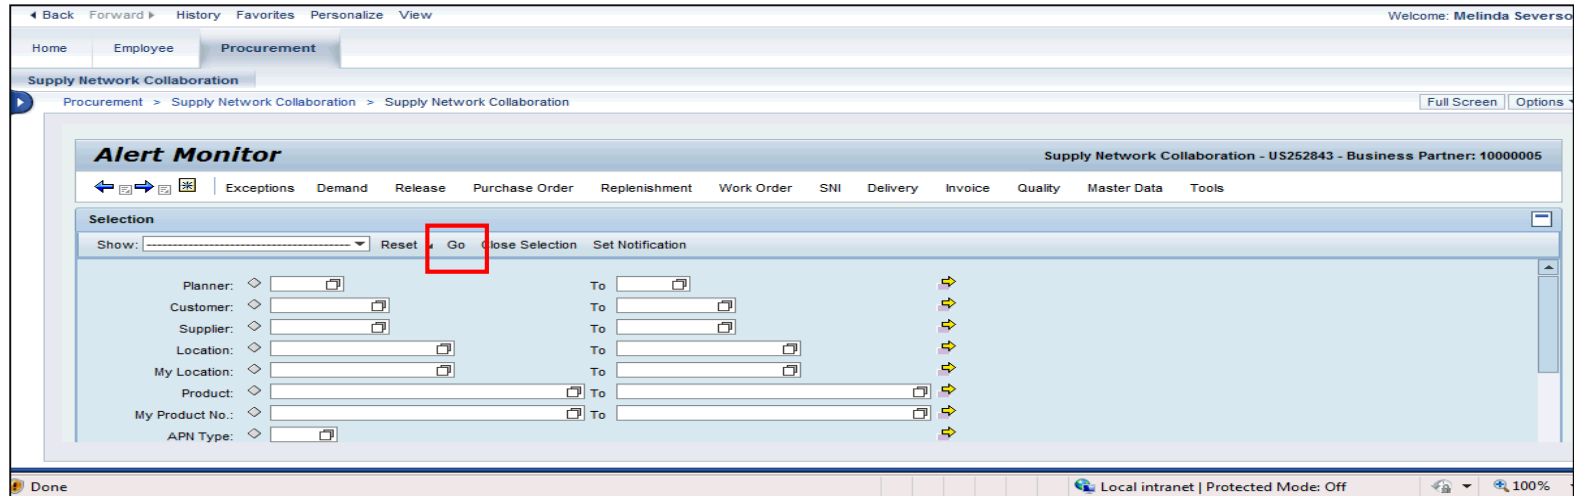 Back Forward History Favorites Personalize View Welcome: Melinda Severso
Home Employee Procurement
Supply Network Collaboration
Procurement > Supply Network Collaboration > Supply Network Collaboration Full Screen Options
Alert Monitor Supply Network Collaboration - US252843 - Business Partner: 10000005
Exceptions Demand Release Purchase Order Replenishment Work Order SNI Delivery Invoice Quality Master Data Tools
Selection
Show: Reset Go Close Selection Set Notification
Planner: To
Customer: To
Supplier: To
Location: To
My Location: To
Product: To
My Product No.: To
APN Type:
Done Local intranet | Protected Mode: Off 100%